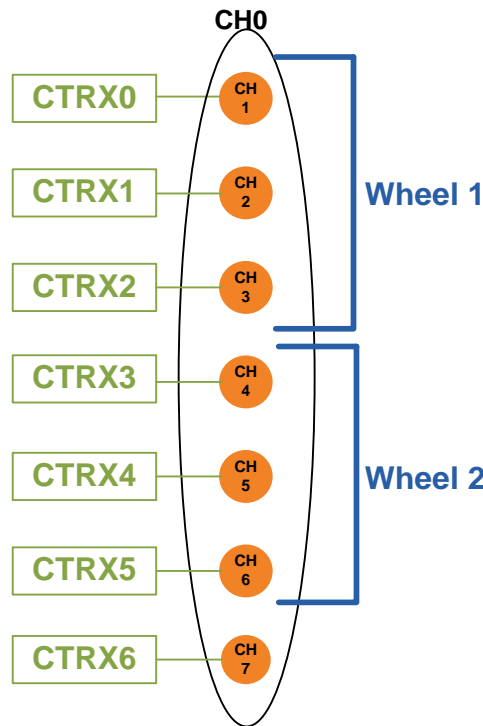 CH0
CTRX0
CH
1
CTRX1
CH
2
Wheel 1
CTRX2
CH
3
CTRX3
CH
4
CTRX4
CH
5
Wheel 2
CTRX5
CH
6
CTRX6
CH
7